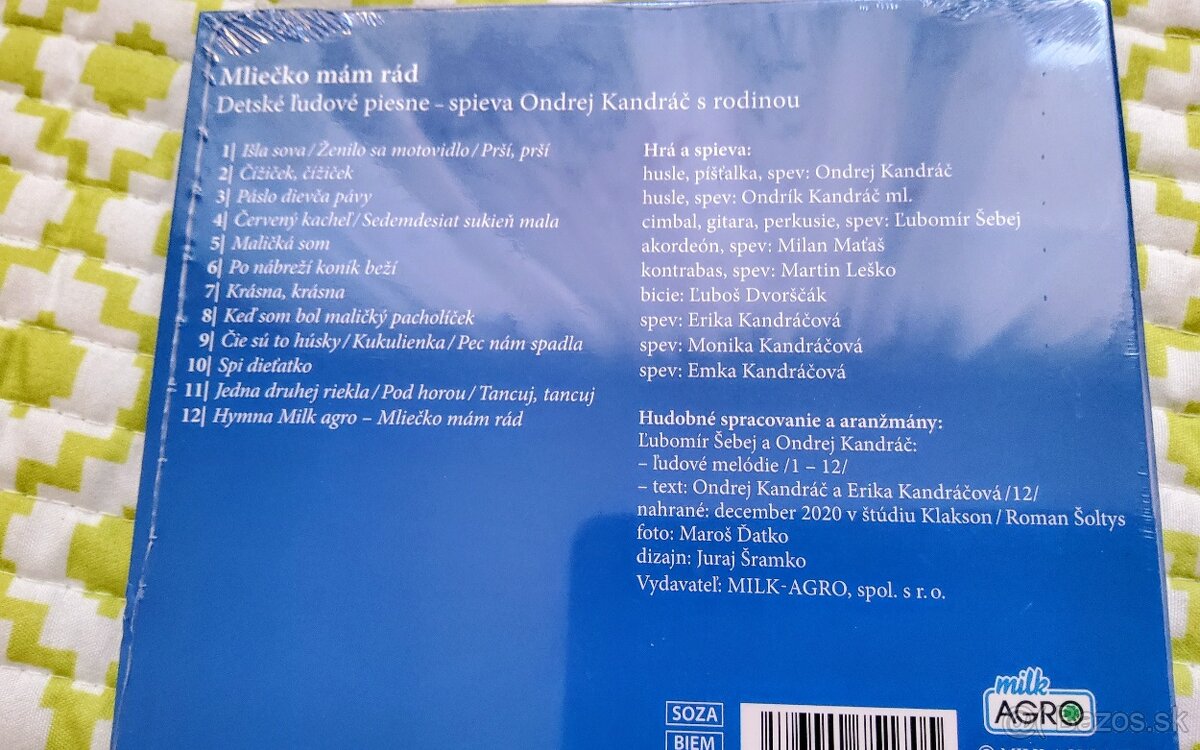 Mliečko mám rád
Detské ľudové piesne – spieva Ondrej Kandráč s rodinou
1| Išla sova / Ženilo sa motovidlo / Prší, prší
2| Čížiček, čížiček
3| Páslo dievča pávy
4| Červený kacheľ / Sedemdesiat sukieň mala
5| Maličká som
6| Po nábreží koník beží
7| Krásna, krásna
8| Keď som bol maličký pacholíček
9| Čie sú to húsky / Kukulienka / Pec nám spadla
10| Spi dieťatko
11| Jedna druhej riekla / Pod horou / Tancuj, tancuj
12| Hymna Milk agro – Mliečko mám rád
Hrá a spieva:
husle, píšťalka, spev: Ondrej Kandráč
husle, spev: Ondrík Kandráč ml.
cimbal, gitara, perkusie, spev: Ľubomír Šebej
akordeón, spev: Milan Maťaš
kontrabas, spev: Martin Leško
bicie: Ľuboš Dvorščák
spev: Erika Kandráčová
spev: Monika Kandráčová
spev: Emka Kandráčová
Hudobné spracovanie a aranžmány:
Ľubomír Šebej a Ondrej Kandráč:
– ľudové melódie /1 – 12/
– text: Ondrej Kandráč a Erika Kandráčová /12/
nahrané: december 2020 v štúdiu Klakson / Roman Šoltys
foto: Maroš Ďatko
dizajn: Juraj Šramko
Vydavateľ: MILK-AGRO, spol. s r. o.
SOZA
BIEM
milk
AGRO
bazos.sk